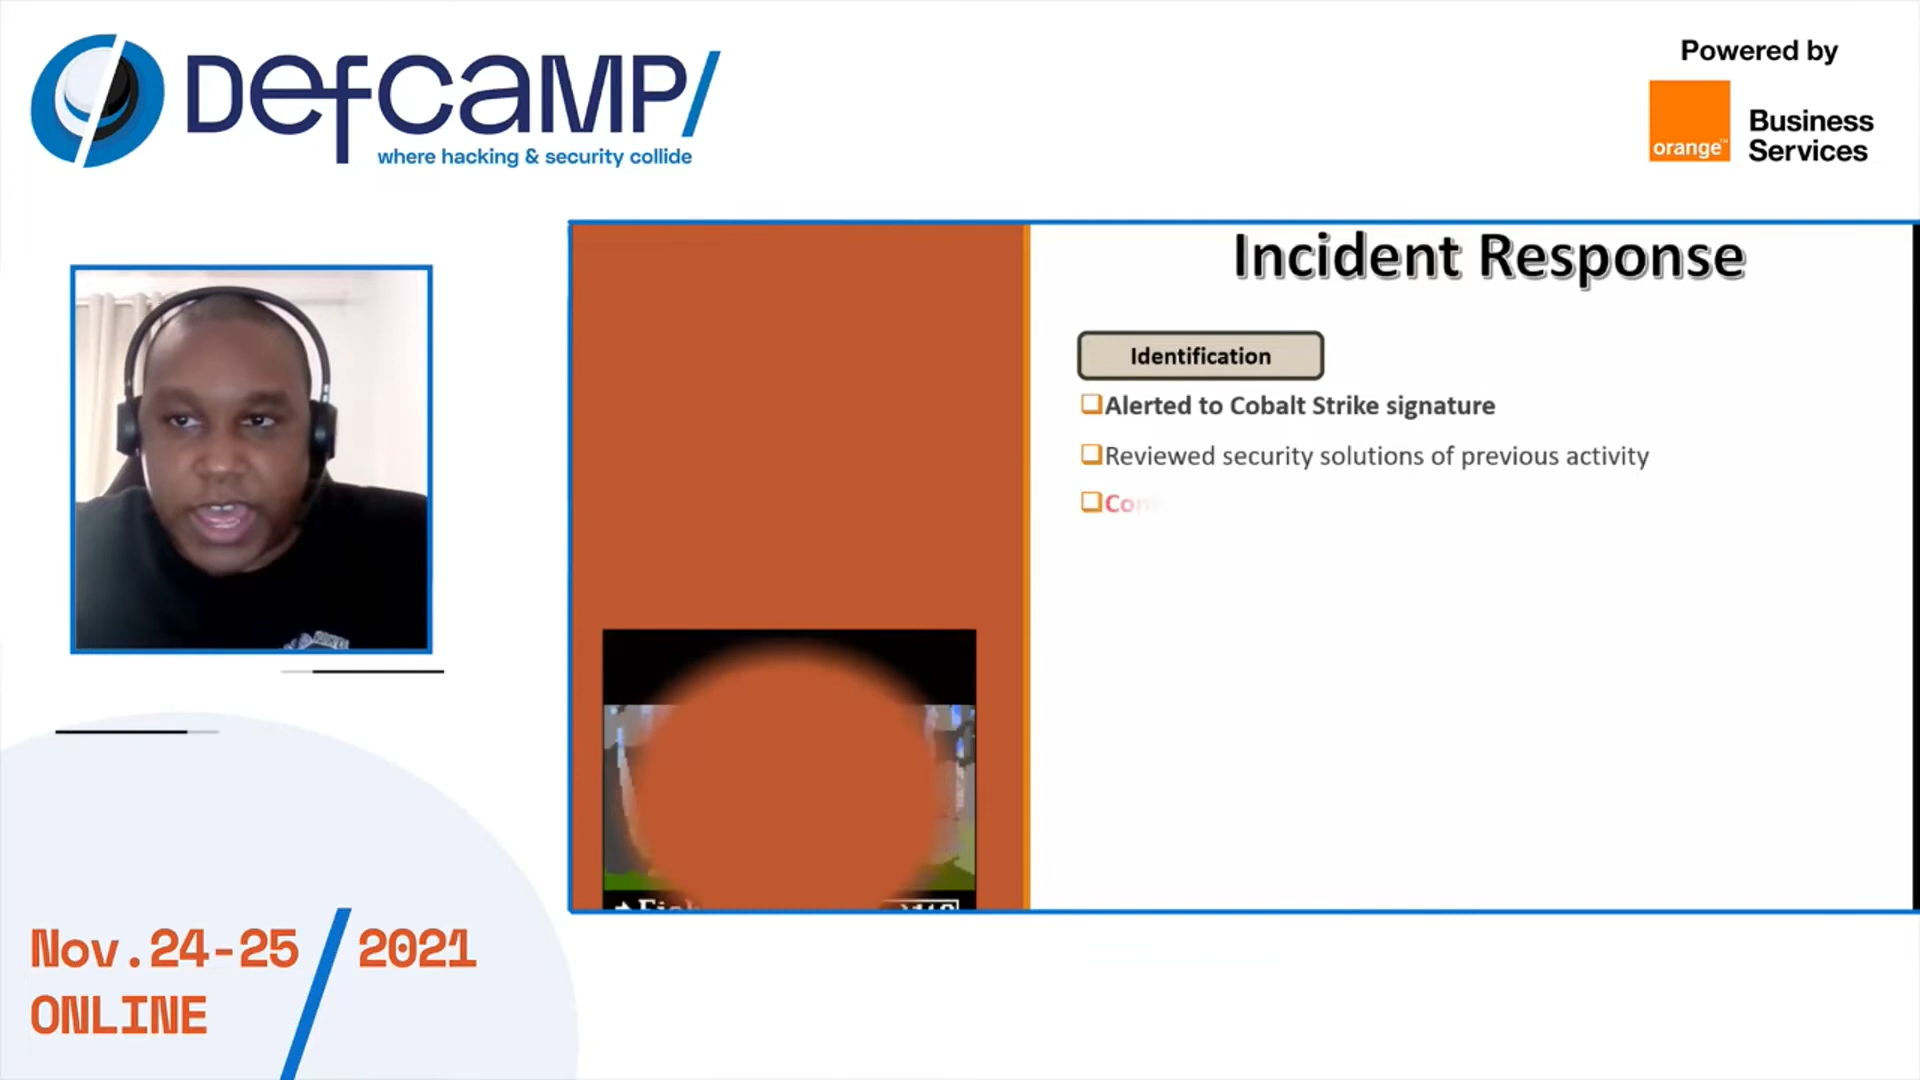 DefCAMP/
where hacking & security collide
Powered by
orange™
Business
Services
Incident Response
Identification
Alerted to Cobalt Strike signature
Reviewed security solutions of previous activity
Nov.24-25 / 2021
ONLINE